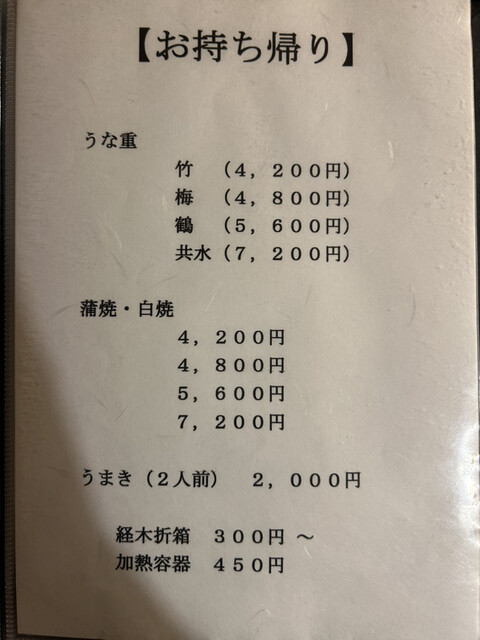 【お持ち帰り】
うな重
竹 （４，２００円）
梅 （４，８００円）
鶴 （５，６００円）
共水（７，２００円）
蒲焼・白焼
４，２００円
４，８００円
５，６００円
７，２００円
うまき（２人前） ２，０００円
経木折箱 ３００円 ～
加熱容器 ４５０円